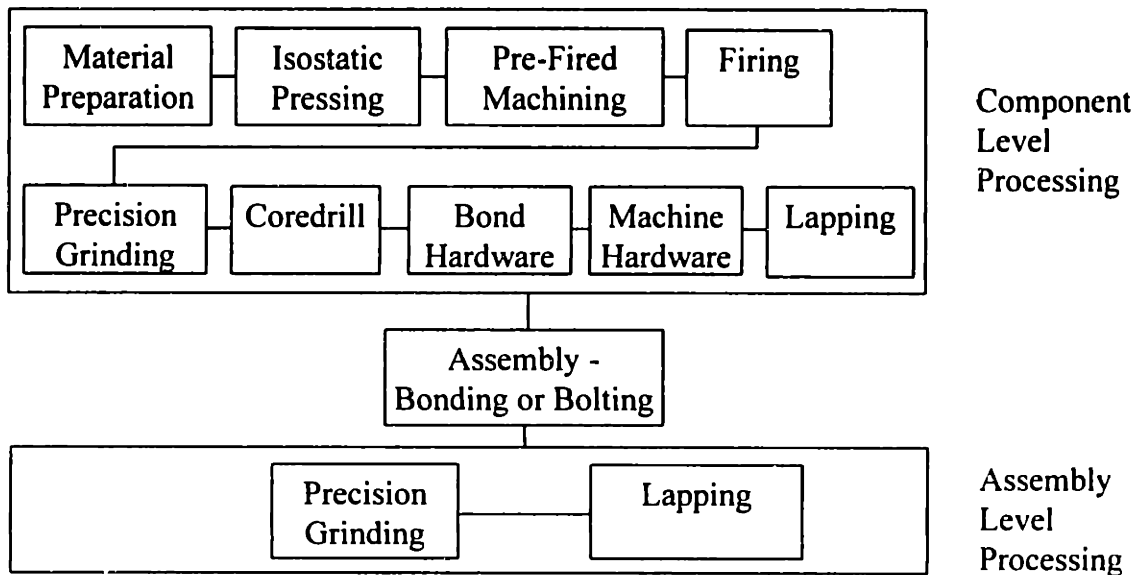 Material
Preparation
Isostatic
Pressing
Pre-Fired
Machining
Firing
Component
Level
Processing
Precision
Grinding
Coredrill
Bond
Hardware
Machine
Hardware
Lapping
Assembly -
Bonding or Bolting
Precision
Grinding
Lapping
Assembly
Level
Processing